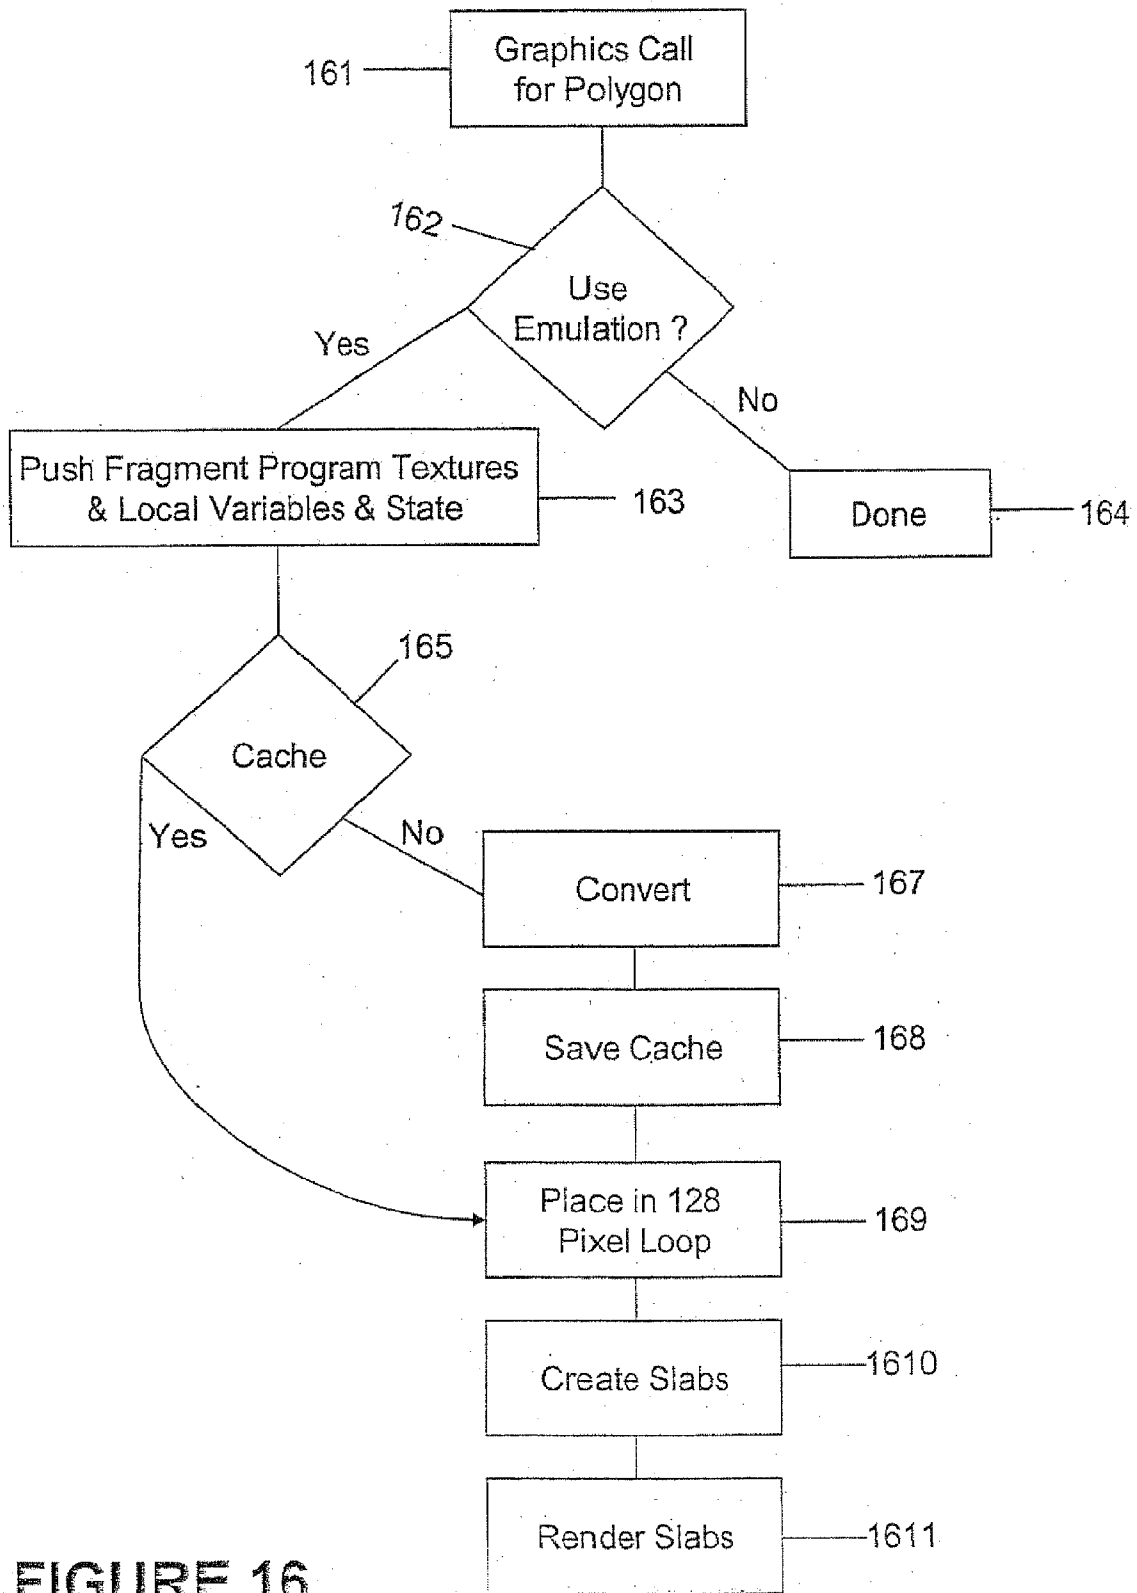 Graphics Call
for Polygon
161
162
Use
Emulation ?
Yes
No
Push Fragment Program Textures
& Local Variables & State
163
Done
164
165
Cache
Yes
No
Convert
167
Save Cache
168
Place in 128
Pixel Loop
169
Create Slabs
1610
Render Slabs
1611
FIGURE 16